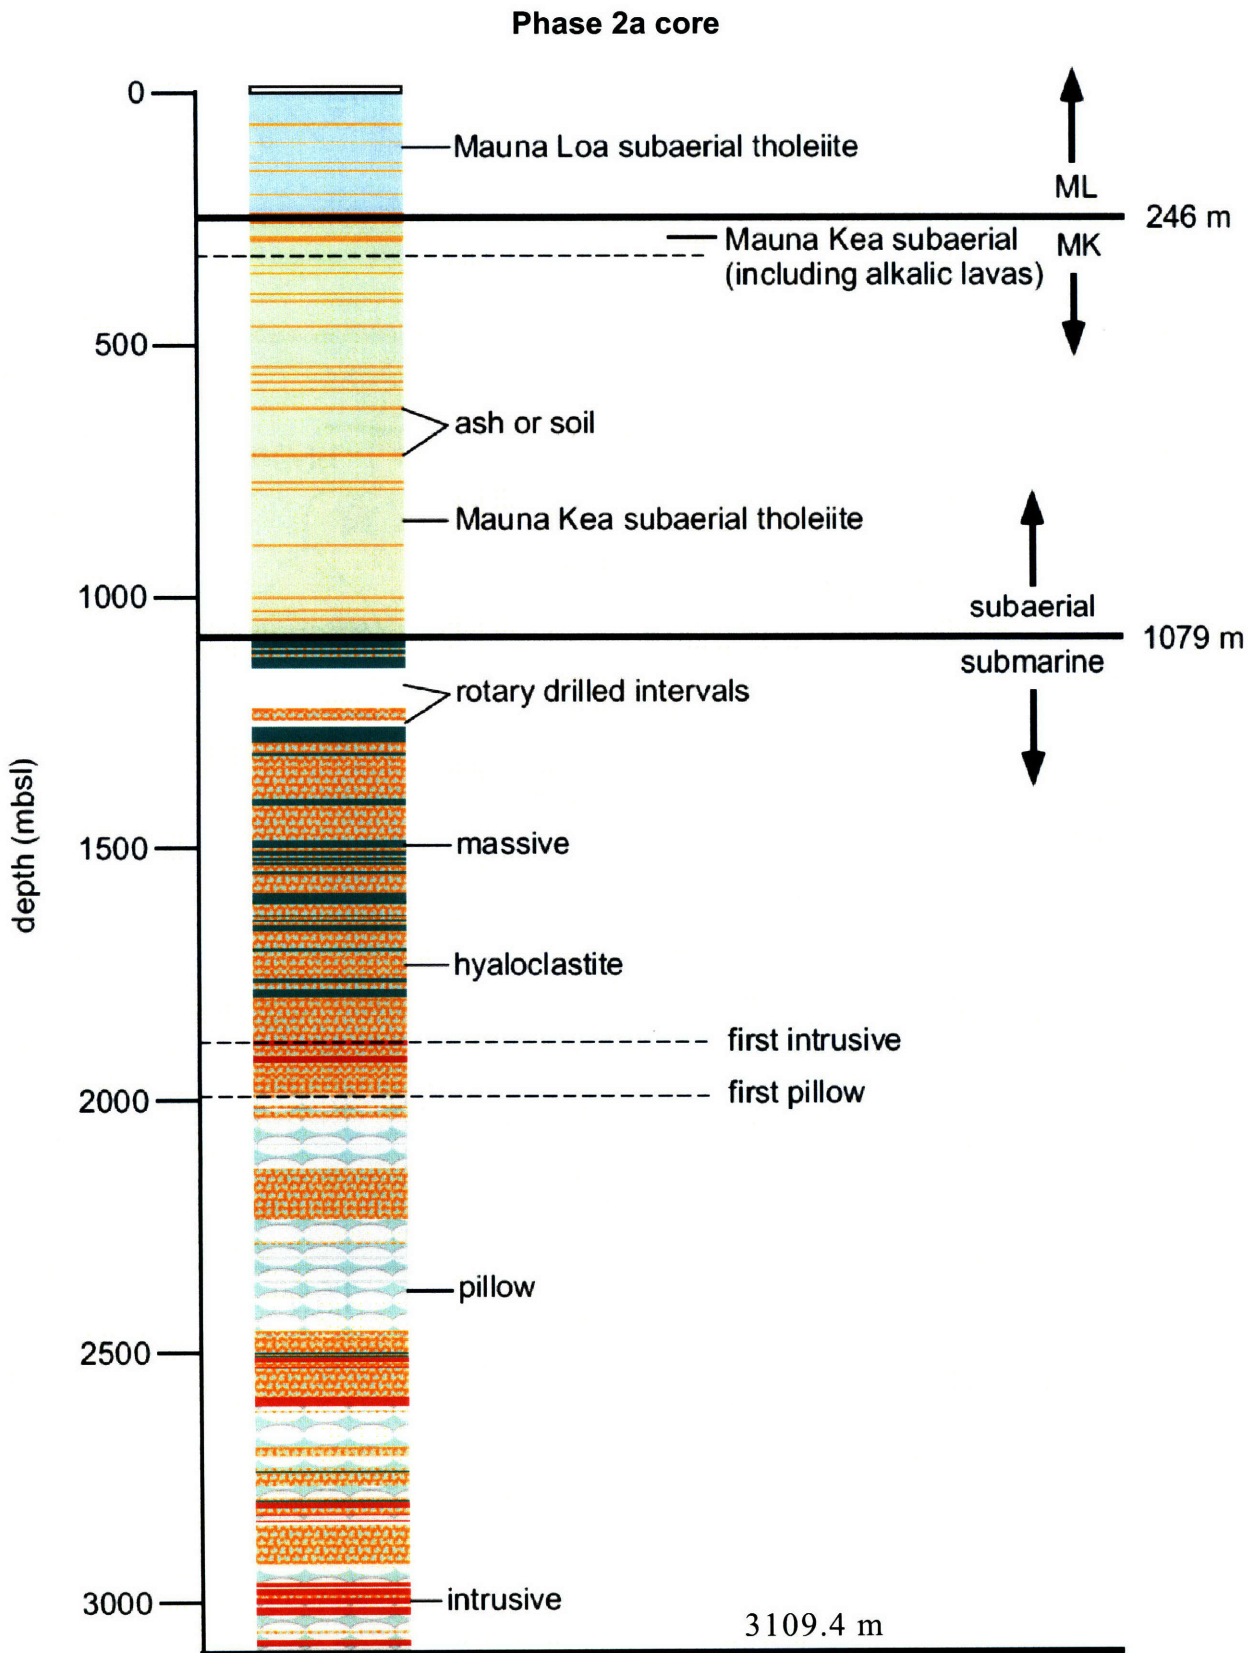 Phase 2a core
0
Mauna Loa subaerial tholeiite
ML
246 m
Mauna Kea subaerial
(including alkalic lavas)
MK
500
ash or soil
Mauna Kea subaerial tholeiite
1000
subaerial
1079 m
submarine
rotary drilled intervals
depth (mbsl)
1500
massive
hyaloclastite
first intrusive
first pillow
2000
pillow
2500
3000
intrusive
3109.4 m